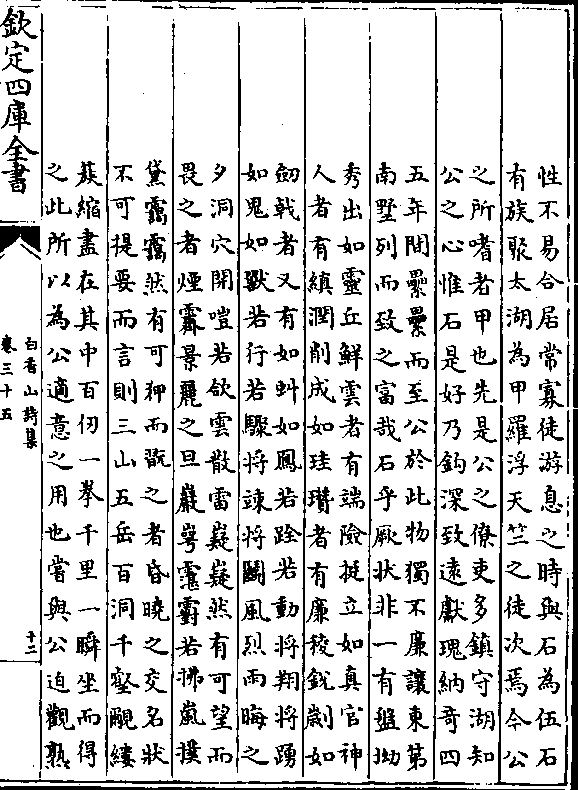 欽定四庫全書
性不易合居常寡徒游息之時與石為伍石
有族聚太湖為甲羅浮天竺之徒次焉今公
之所嗜者甲也先是公之僚吏多鎮守湖知
公之心惟石是好乃鈎深致遠獻瑰納奇四
五年間纍纍而至公於此物獨不廉讓東第
南墅列而致之富哉石乎厥狀非一有盤拗
秀出如靈丘鮮雲者有端險挺立如真官神
人者有縝潤削成如珪瓚者有廉稜銳劌如
劒戟者又有如虯如鳳若跧若動將翔將踴
如鬼如獸若行若驟將竦將鬬風烈雨晦之
夕洞穴開若欱雲散雷嶷嶷然有可望而
畏之者煙霽景麗之旦巖崿霮䨴若拂嵐撲
黛靄靄然有可狎而翫之者昏曉之交名狀
不可提要而言則三山五岳百洞千壑覼縷
蔟縮盡在其中百仞一拳千里一瞬坐而得
之此所以為公適意之用也甞與公迫觀熟
白香山詩集
卷三十五
十二